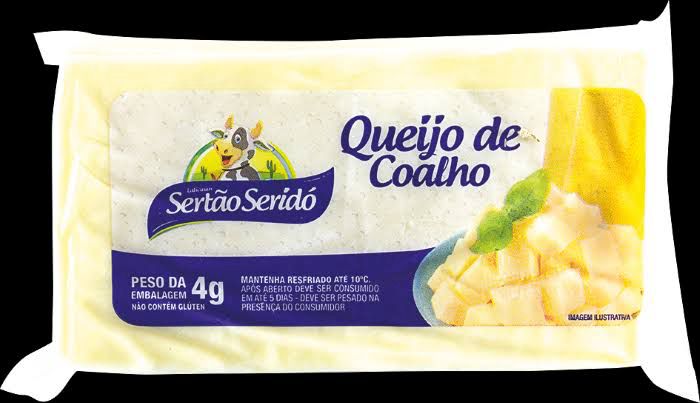 Queijo de
Coalho
Laticínios
Sertão Seridó
PESO DA
EMBALAGEM 4g
NÃO CONTÉM GLÚTEN
MANTENHA RESFRIADO ATÉ 10°C.
APÓS ABERTO DEVE SER CONSUMIDO
EM ATÉ 5 DIAS - DEVE SER PESADO NA
PRESENÇA DO CONSUMIDOR
IMAGEM ILUSTRATIVA